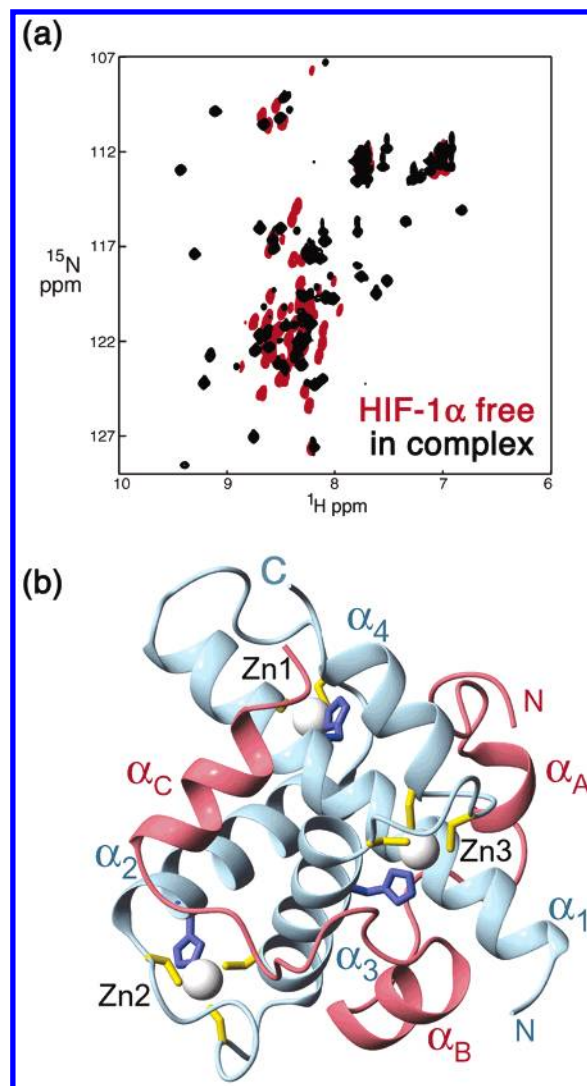 (a)
107
112
117
122
127
15N
ppm
HIF-1α free
in complex
10 9 8 7 6
1H ppm
(b)
C
α4
Zn1
N
αC
αA
α2
Zn3
α1
α3
Zn2
N
αB